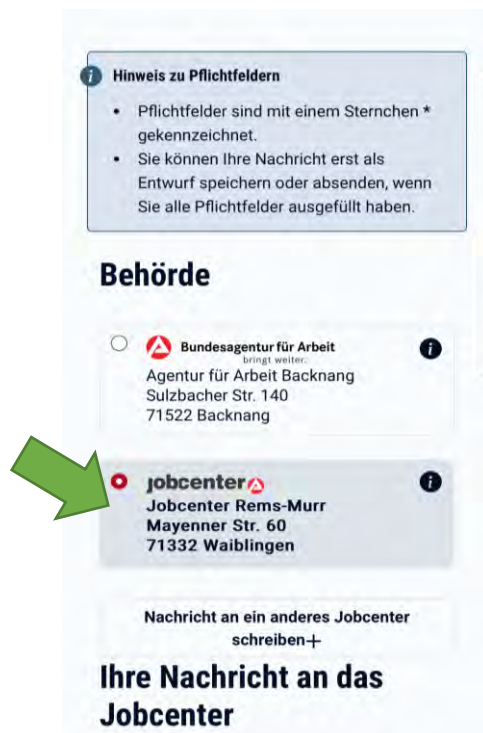 Hinweis zu Pflichtfeldern
• Pflichtfelder sind mit einem Sternchen *
gekennzeichnet.
• Sie können Ihre Nachricht erst als
Entwurf speichern oder absenden, wenn
Sie alle Pflichtfelder ausgefüllt haben.
Behörde
Bundesagentur für Arbeit
bringt weiter.
Agentur für Arbeit Backnang
Sulzbacher Str. 140
71522 Backnang
jobcenter
Jobcenter Rems-Murr
Mayenner Str. 60
71332 Waiblingen
Nachricht an ein anderes Jobcenter
schreiben+
Ihre Nachricht an das
Jobcenter